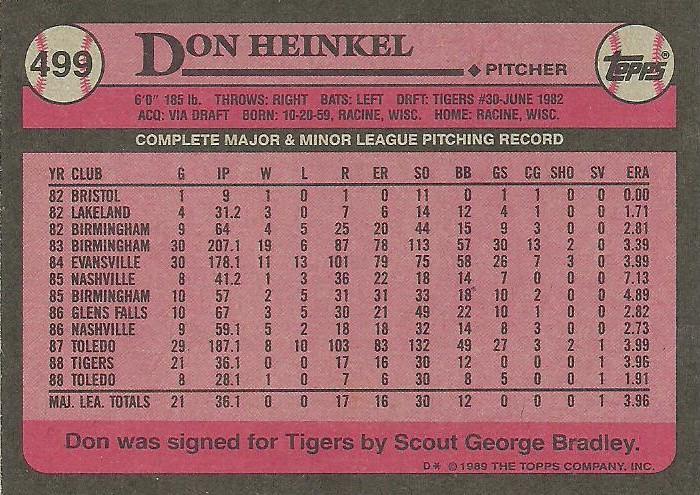 499
DON HEINKEL
◆ PITCHER
TOPPS®
6'0" 185 lb. THROWS: RIGHT BATS: LEFT DRFT: TIGERS #30-JUNE 1982
ACQ: VIA DRAFT BORN: 10-20-59, RACINE, WISC. HOME: RACINE, WISC.
COMPLETE MAJOR & MINOR LEAGUE PITCHING RECORD
YR CLUB G IP W L R ER SO BB GS CG SHO SV ERA
82 BRISTOL 1 9 1 0 1 0 11 0 1 1 0 0 0.00
82 LAKELAND 4 31.2 3 0 7 6 14 12 4 1 0 0 1.71
82 BIRMINGHAM 9 64 4 5 25 20 44 15 9 3 0 0 2.81
83 BIRMINGHAM 30 207.1 19 6 87 78 113 57 30 13 2 0 3.39
84 EVANSVILLE 30 178.1 11 13 101 79 75 58 26 7 3 0 3.99
85 NASHVILLE 8 41.2 1 3 36 22 18 14 7 0 0 0 7.13
85 BIRMINGHAM 10 57 2 5 31 31 33 18 10 2 0 0 4.89
86 GLENS FALLS 10 67 3 5 30 21 49 22 10 1 0 0 2.82
86 NASHVILLE 9 59.1 5 2 18 18 32 14 8 3 0 0 2.73
87 TOLEDO 29 187.1 8 10 103 83 132 49 27 3 2 1 3.99
88 TIGERS 21 36.1 0 0 17 16 30 12 0 0 0 1 3.96
88 TOLEDO 8 28.1 1 0 7 6 30 8 5 0 0 1 1.91
MAJ. LEA. TOTALS 21 36.1 0 0 17 16 30 12 0 0 0 1 3.96
Don was signed for Tigers by Scout George Bradley.
D* © 1989 THE TOPPS COMPANY, INC.